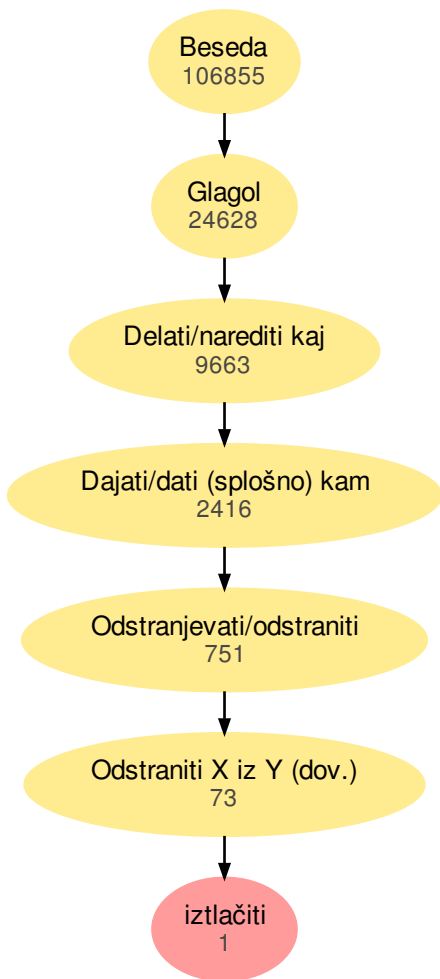 Beseda
106855
Glagol
24628
Delati/narediti kaj
9663
Dajati/dati (splošno) kam
2416
Odstranjevati/odstraniti
751
Odstraniti X iz Y (dov.)
73
iztlačiti
1